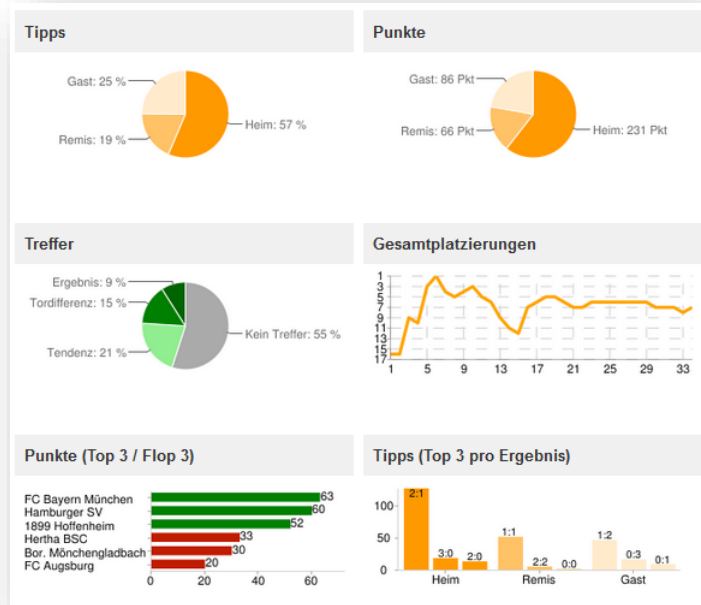 Tipps
Gast: 25 %
Heim: 57 %
Remis: 19 %
Punkte
Gast: 86 Pkt
Heim: 231 Pkt
Remis: 66 Pkt
Treffer
Ergebnis: 9 %
Tordifferenz: 15 %
Kein Treffer: 55 %
Tendenz: 21 %
Gesamtplatzierungen
1
3
5
7
9
11
13
15
17
1 5 9 13 17 21 25 29 33
Punkte (Top 3 / Flop 3)
FC Bayern München 63
Hamburger SV 60
1899 Hoffenheim 52
Hertha BSC 33
Bor. Mönchengladbach 30
FC Augsburg 20
0 20 40 60
Tipps (Top 3 pro Ergebnis)
100
50
0
2:1 3:0 2:0
1:1 2:2 0:0
1:2 0:3 0:1
Heim Remis Gast